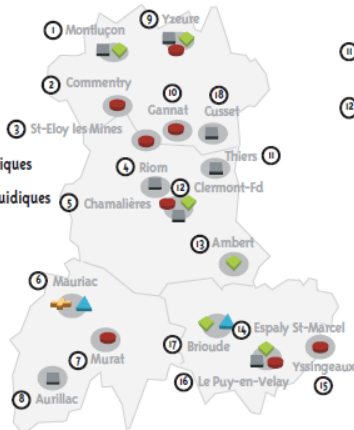 9 Yzeure
1 Montluçon
11
2 Commentry
10 18
Gannat Cusset
12
3 St-Eloy les Mines
Thiers 11
iques
4 Riom
12 Clermont-Fd
uidiques
5 Chamalières
13 Ambert
6 Mauriac
14 Espaly St-Marcel
17 Brioude
7 Murat
Yssingeaux
16 Le Puy-en-Velay 15
8 Aurillac